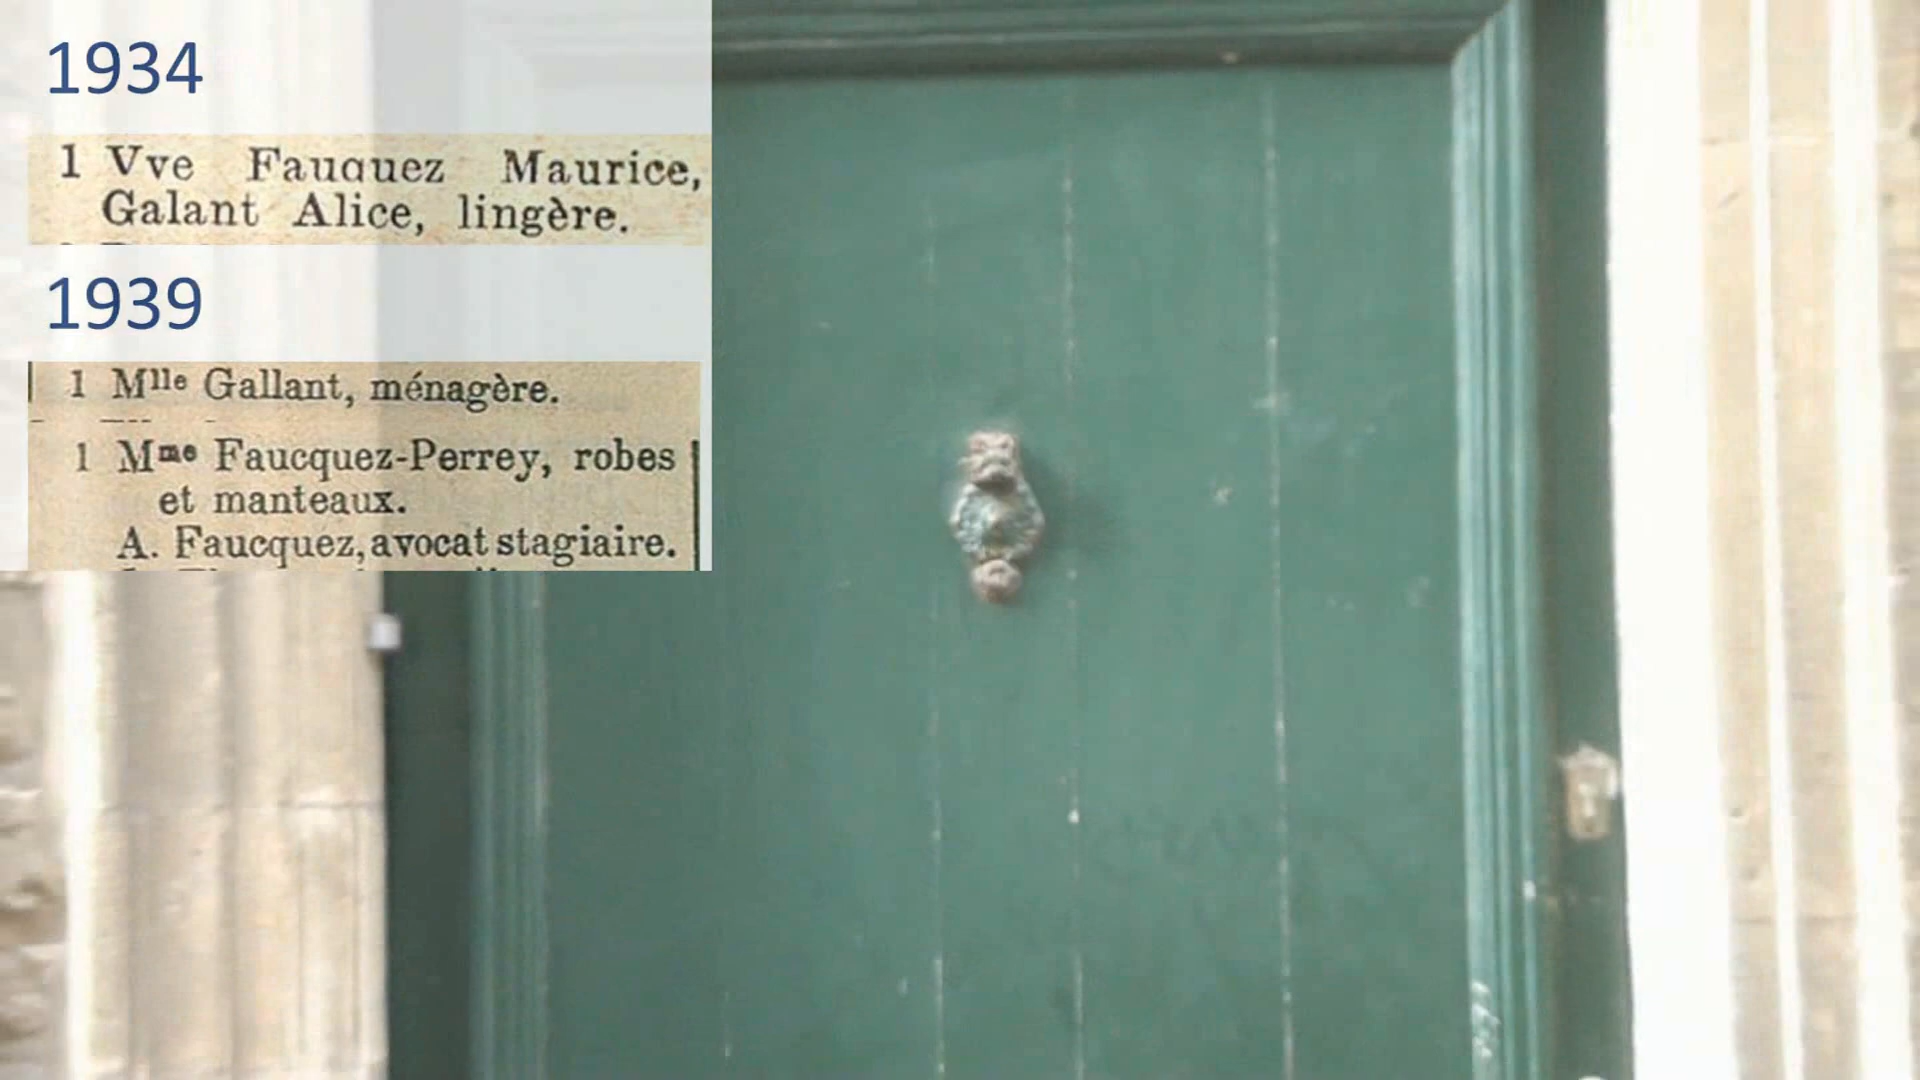 1934
1 Vve Fauquez Maurice,
Galant Alice, lingère.
1939
1 Mlle Gallant, ménagère.
1 Mme Faucquez-Perrey, robes
et manteaux.
A. Faucquez, avocat stagiaire.